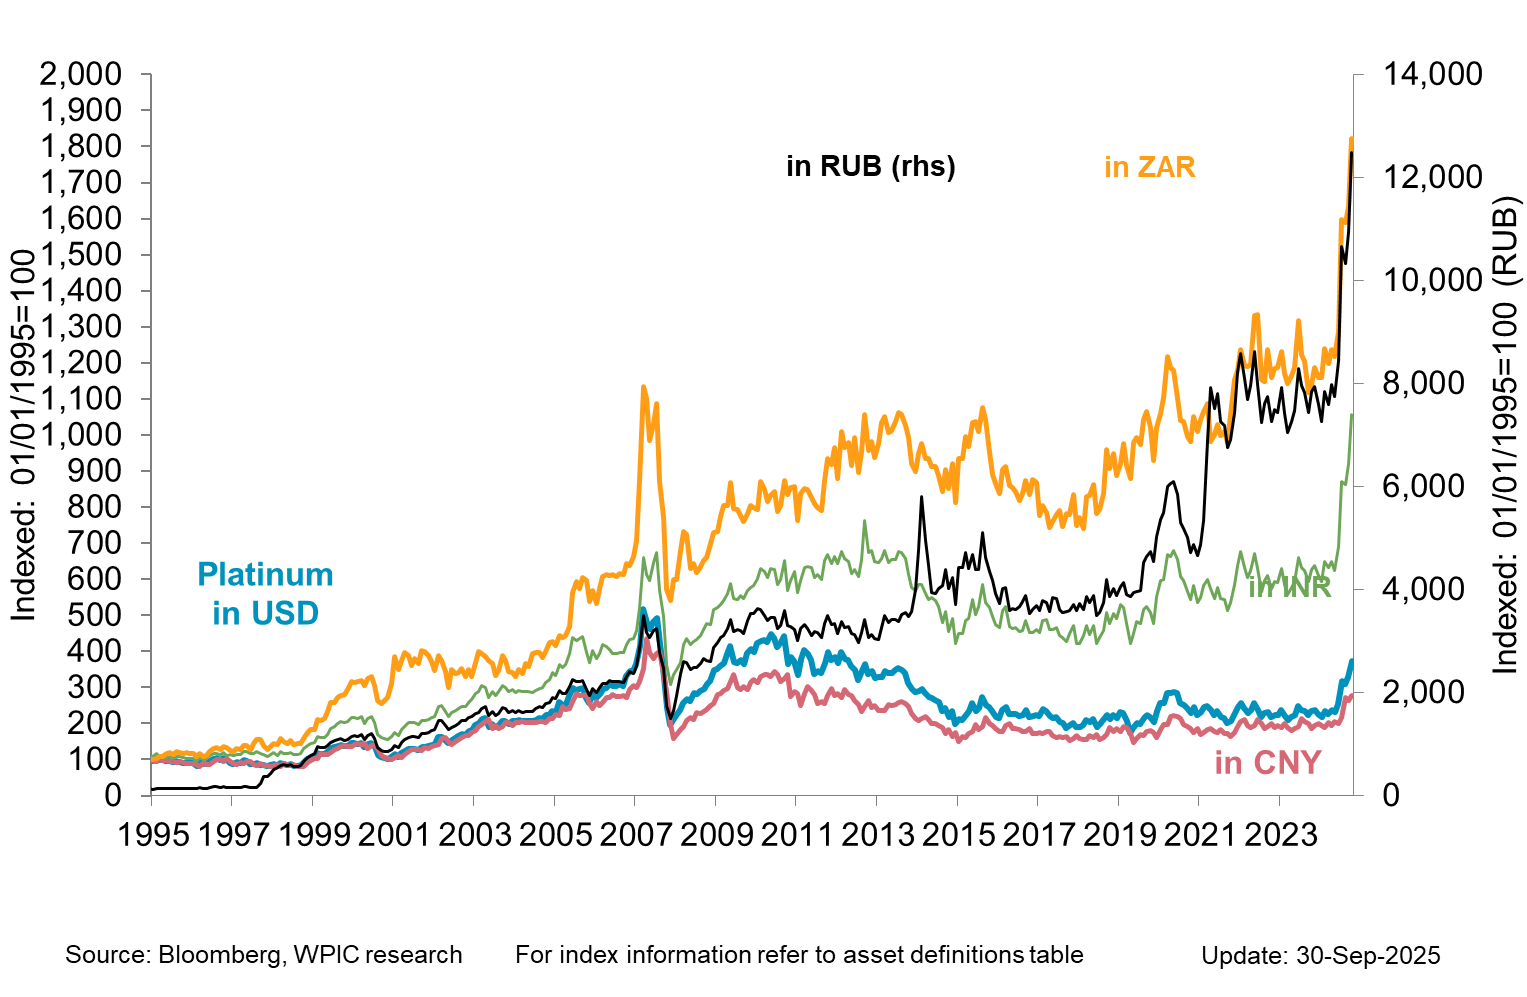 2,000
1,900
1,800
1,700
1,600
1,500
1,400
1,300
1,200
1,100
1,000
900
800
700
600
500
400
300
200
100
0
Indexed: 01/01/1995=100
14,000
12,000
10,000
8,000
6,000
4,000
2,000
0
Indexed: 01/01/1995=100 (RUB)
in RUB (rhs)
in ZAR
Platinum
in USD
in INR
in CNY
1995 1997 1999 2001 2003 2005 2007 2009 2011 2013 2015 2017 2019 2021 2023
Source: Bloomberg, WPIC research For index information refer to asset definitions table Update: 30-Sep-2025